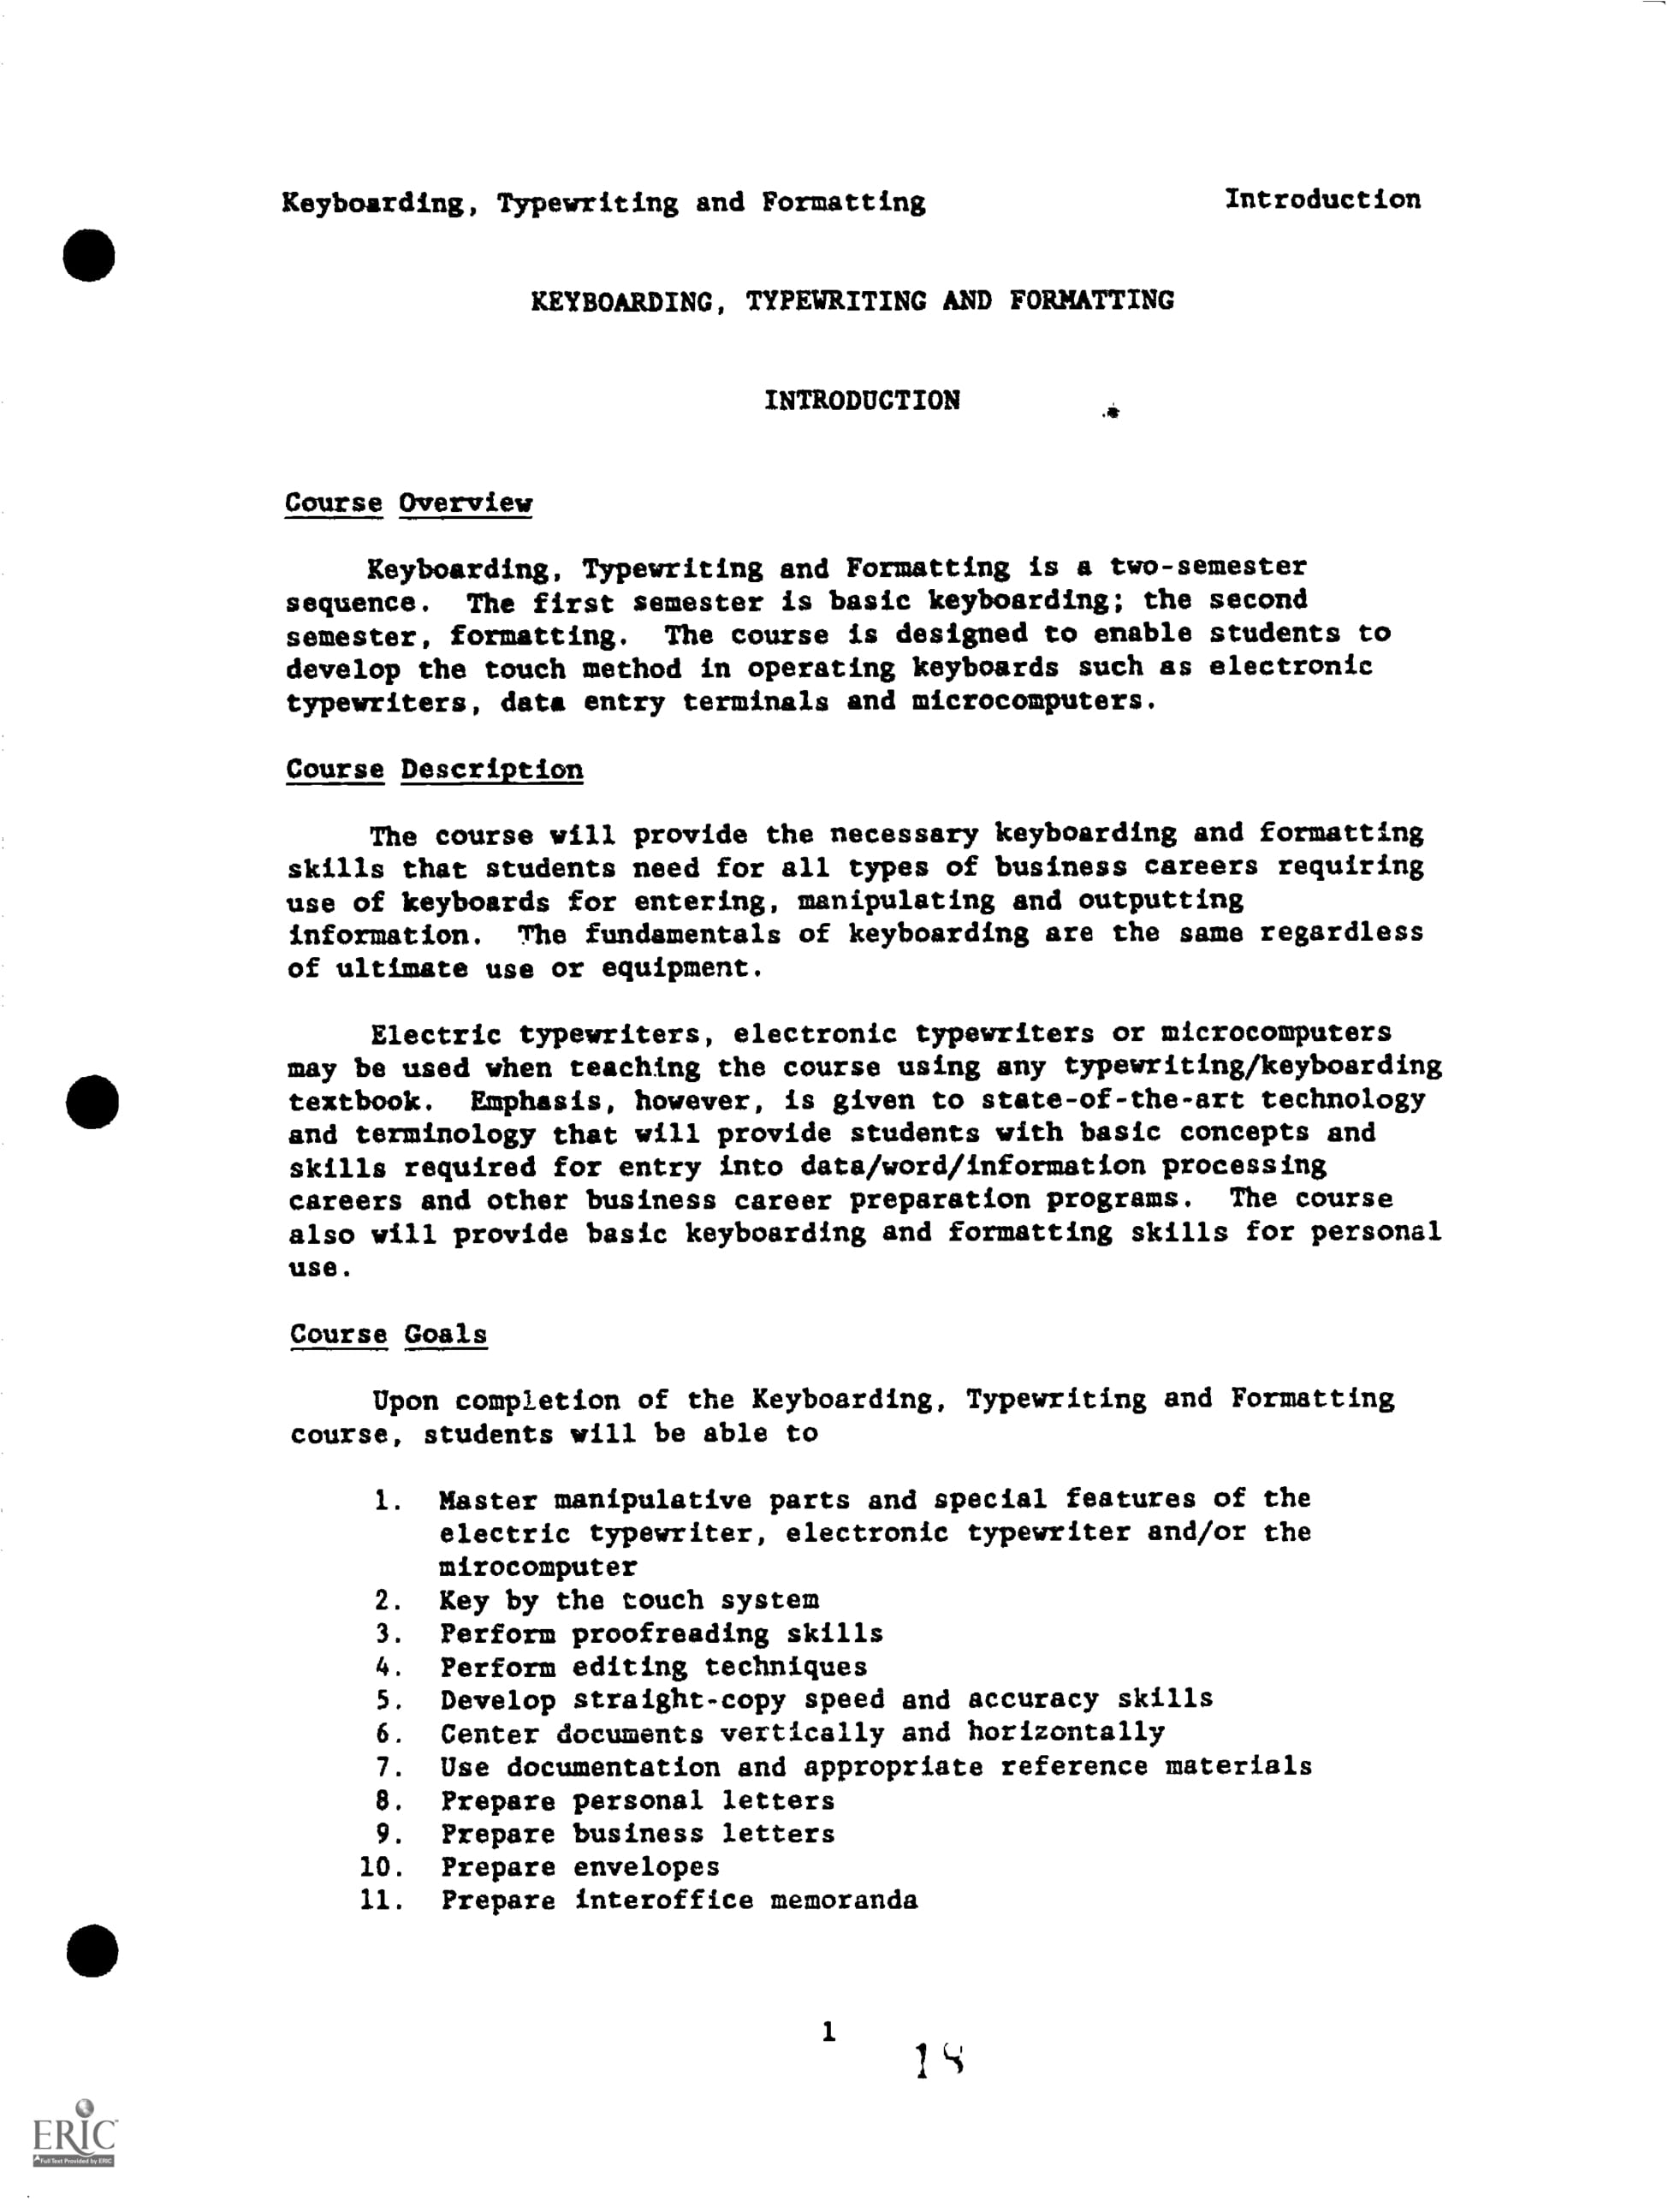 Keyboarding, Typewriting and Formatting Introduction
KEYBOARDING, TYPEWRITING AND FORMATTING
INTRODUCTION
Course Overview
Keyboarding, Typewriting and Formatting is a two-semester
sequence. The first semester is basic keyboarding; the second
semester, formatting. The course is designed to enable students to
develop the touch method in operating keyboards such as electronic
typewriters, data entry terminals and microcomputers.
Course Description
The course will provide the necessary keyboarding and formatting
skills that students need for all types of business careers requiring
use of keyboards for entering, manipulating and outputting
information. The fundamentals of keyboarding are the same regardless
of ultimate use or equipment.
Electric typewriters, electronic typewriters or microcomputers
may be used when teaching the course using any typewriting/keyboarding
textbook. Emphasis, however, is given to state-of-the-art technology
and terminology that will provide students with basic concepts and
skills required for entry into data/word/information processing
careers and other business career preparation programs. The course
also will provide basic keyboarding and formatting skills for personal
use.
Course Goals
Upon completion of the Keyboarding, Typewriting and Formatting
course, students will be able to
1. Master manipulative parts and special features of the
electric typewriter, electronic typewriter and/or the
mirocomputer
2. Key by the touch system
3. Perform proofreading skills
4. Perform editing techniques
5. Develop straight-copy speed and accuracy skills
6. Center documents vertically and horizontally
7. Use documentation and appropriate reference materials
8. Prepare personal letters
9. Prepare business letters
10. Prepare envelopes
11. Prepare interoffice memoranda
1
ERIC
Full Text Provided by ERIC